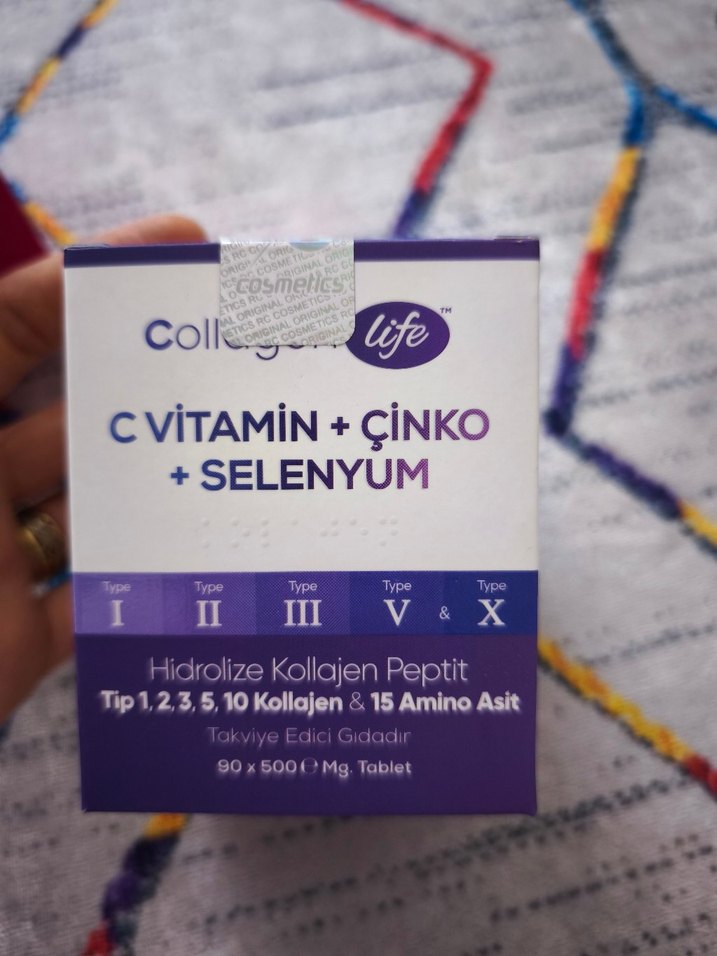 cosmetics
Collagen life™
C VİTAMİN + ÇİNKO
+ SELENYUM
Type I Type II Type III Type V & Type X
Hidrolize Kollajen Peptit
Tip 1, 2, 3, 5, 10 Kollajen & 15 Amino Asit
Takviye Edici Gıdadır
90 x 500 ℮ Mg. Tablet